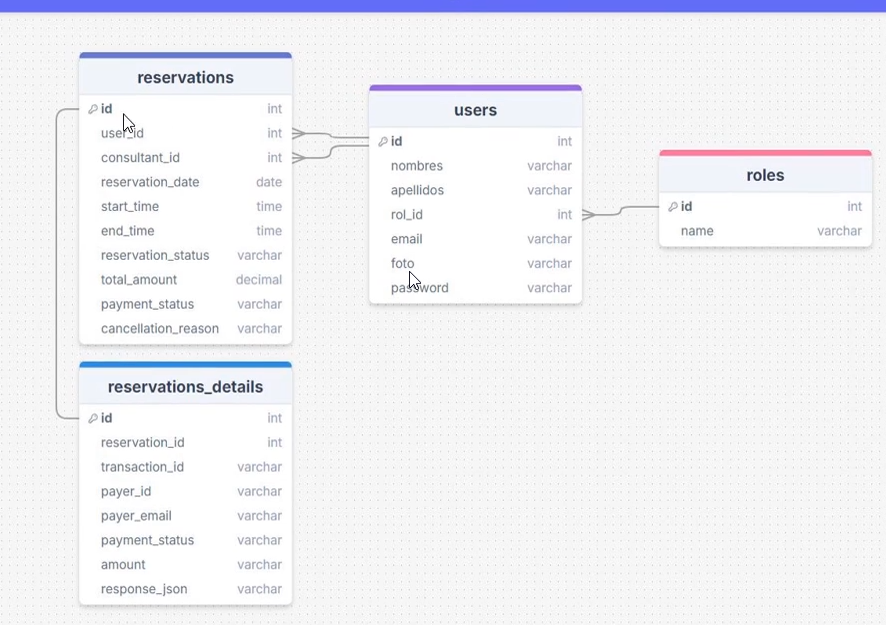 reservations
id int
user_id int
consultant_id int
reservation_date date
start_time time
end_time time
reservation_status varchar
total_amount decimal
payment_status varchar
cancellation_reason varchar
reservations_details
id int
reservation_id int
transaction_id varchar
payer_id varchar
payer_email varchar
payment_status varchar
amount varchar
response_json varchar
users
id int
nombres varchar
apellidos varchar
rol_id int
email varchar
foto varchar
password varchar
roles
id int
name varchar